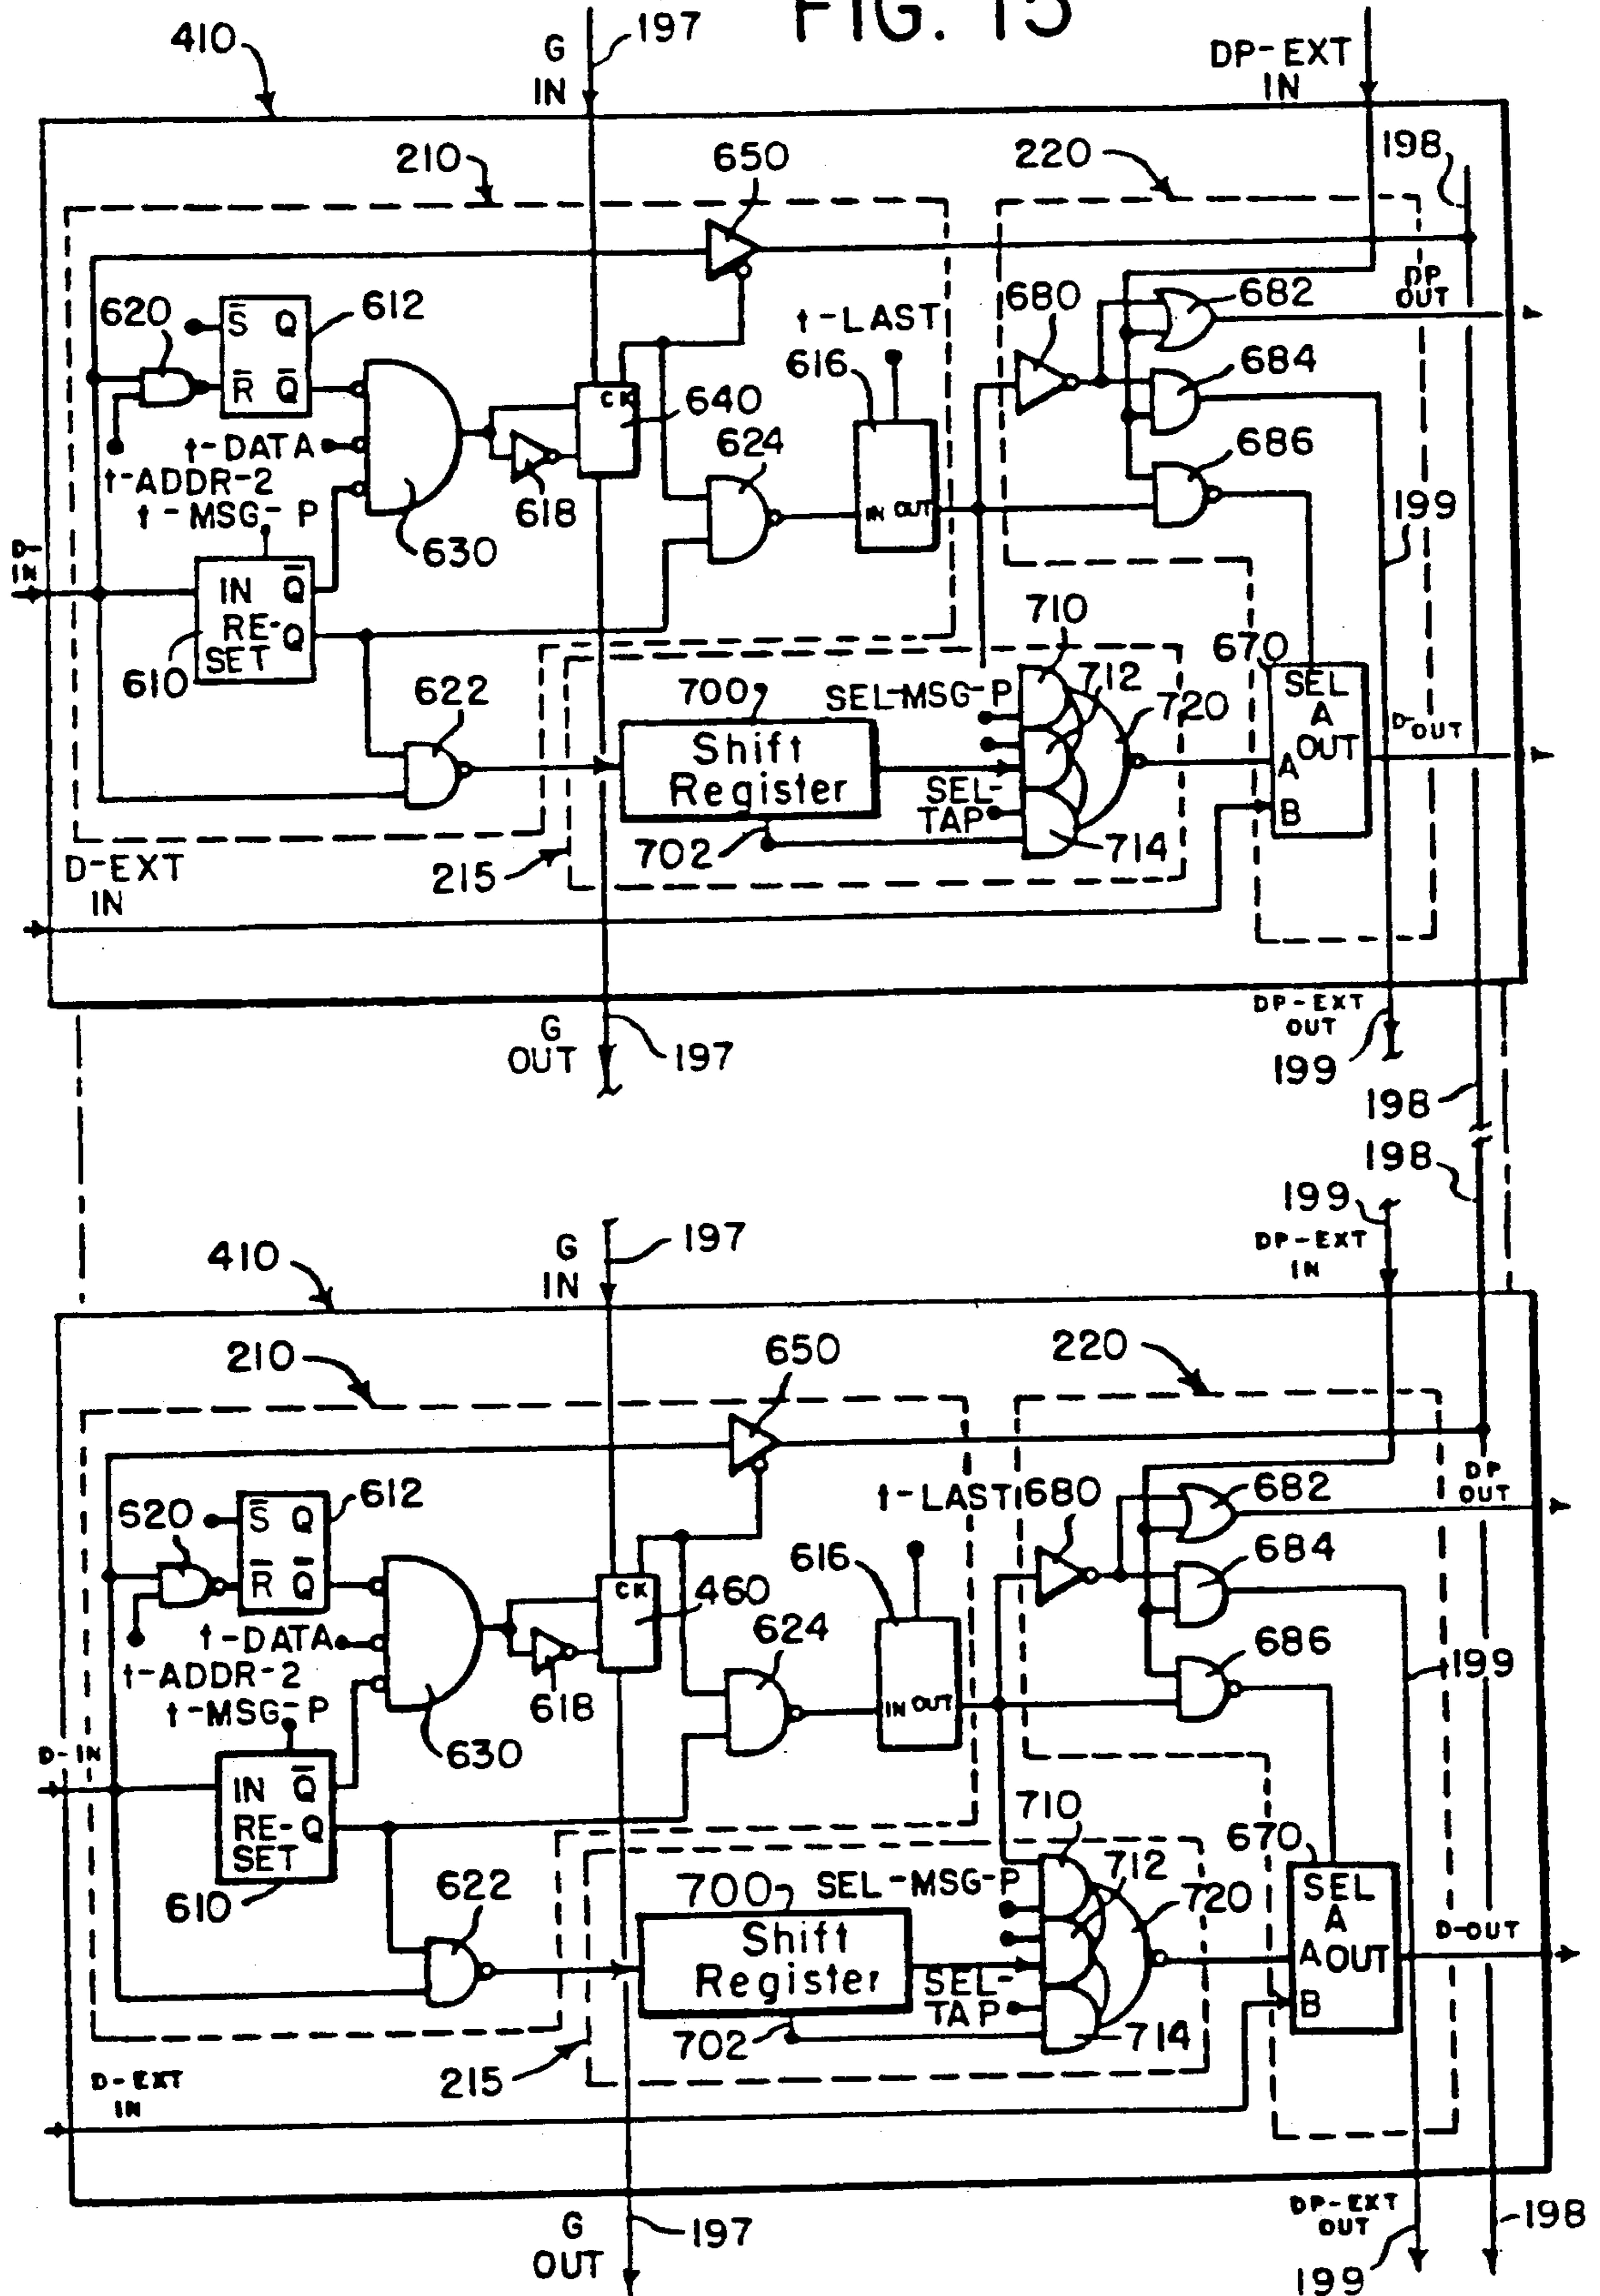 FIG. 15
410
G
IN
197
DP-EXT
IN
210
650
220
198
620
S̅ Q
R̅ Q̅
612
t-LAST
616
680
682
DP
OUT
684
t-DATA
t-ADDR-2
t-MSG-P
CK
640
624
618
630
IN OUT
686
199
IN Q̅
RE- Q
SET
610
622
700
Shift
Register
702
215
SEL-MSG-P
SEL-
TAP
710
712
720
714
670
SEL
A
OUT
A
B
D-OUT
D-EXT
IN
G
OUT
197
DP-EXT
OUT
199
198
198
199
DP-EXT
IN
410
G
IN
197
210
650
220
520
S̅ Q
R̅ Q̅
612
t-LAST
616
680
682
DP
OUT
684
t-DATA
t-ADDR-2
t-MSG-P
CK
460
624
618
630
IN OUT
686
199
D-IN
IN Q̅
RE- Q
SET
610
622
700
Shift
Register
702
215
SEL-MSG-P
SEL-
TAP
710
712
720
714
670
SEL
A
A OUT
B
D-OUT
D-EXT
IN
G
OUT
197
DP-EXT
OUT
199
198